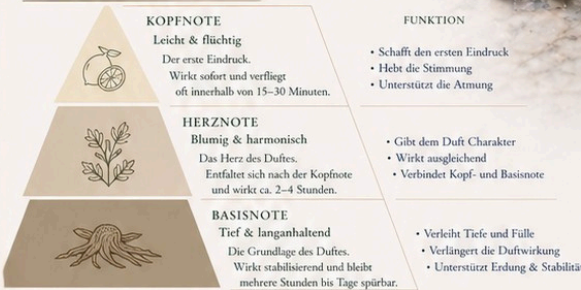 KOPFNOTE
Leicht & flüchtig
Der erste Eindruck.
Wirkt sofort und verfliegt
oft innerhalb von 15–30 Minuten.
FUNKTION
• Schafft den ersten Eindruck
• Hebt die Stimmung
• Unterstützt die Atmung
HERZNOTE
Blumig & harmonisch
Das Herz des Duftes.
Entfaltet sich nach der Kopfnote
und wirkt ca. 2–4 Stunden.
• Gibt dem Duft Charakter
• Wirkt ausgleichend
• Verbindet Kopf- und Basisnote
BASISNOTE
Tief & langanhaltend
Die Grundlage des Duftes.
Wirkt stabilisierend und bleibt
mehrere Stunden bis Tage spürbar.
• Verleiht Tiefe und Fülle
• Verlängert die Duftwirkung
• Unterstützt Erdung & Stabilitä